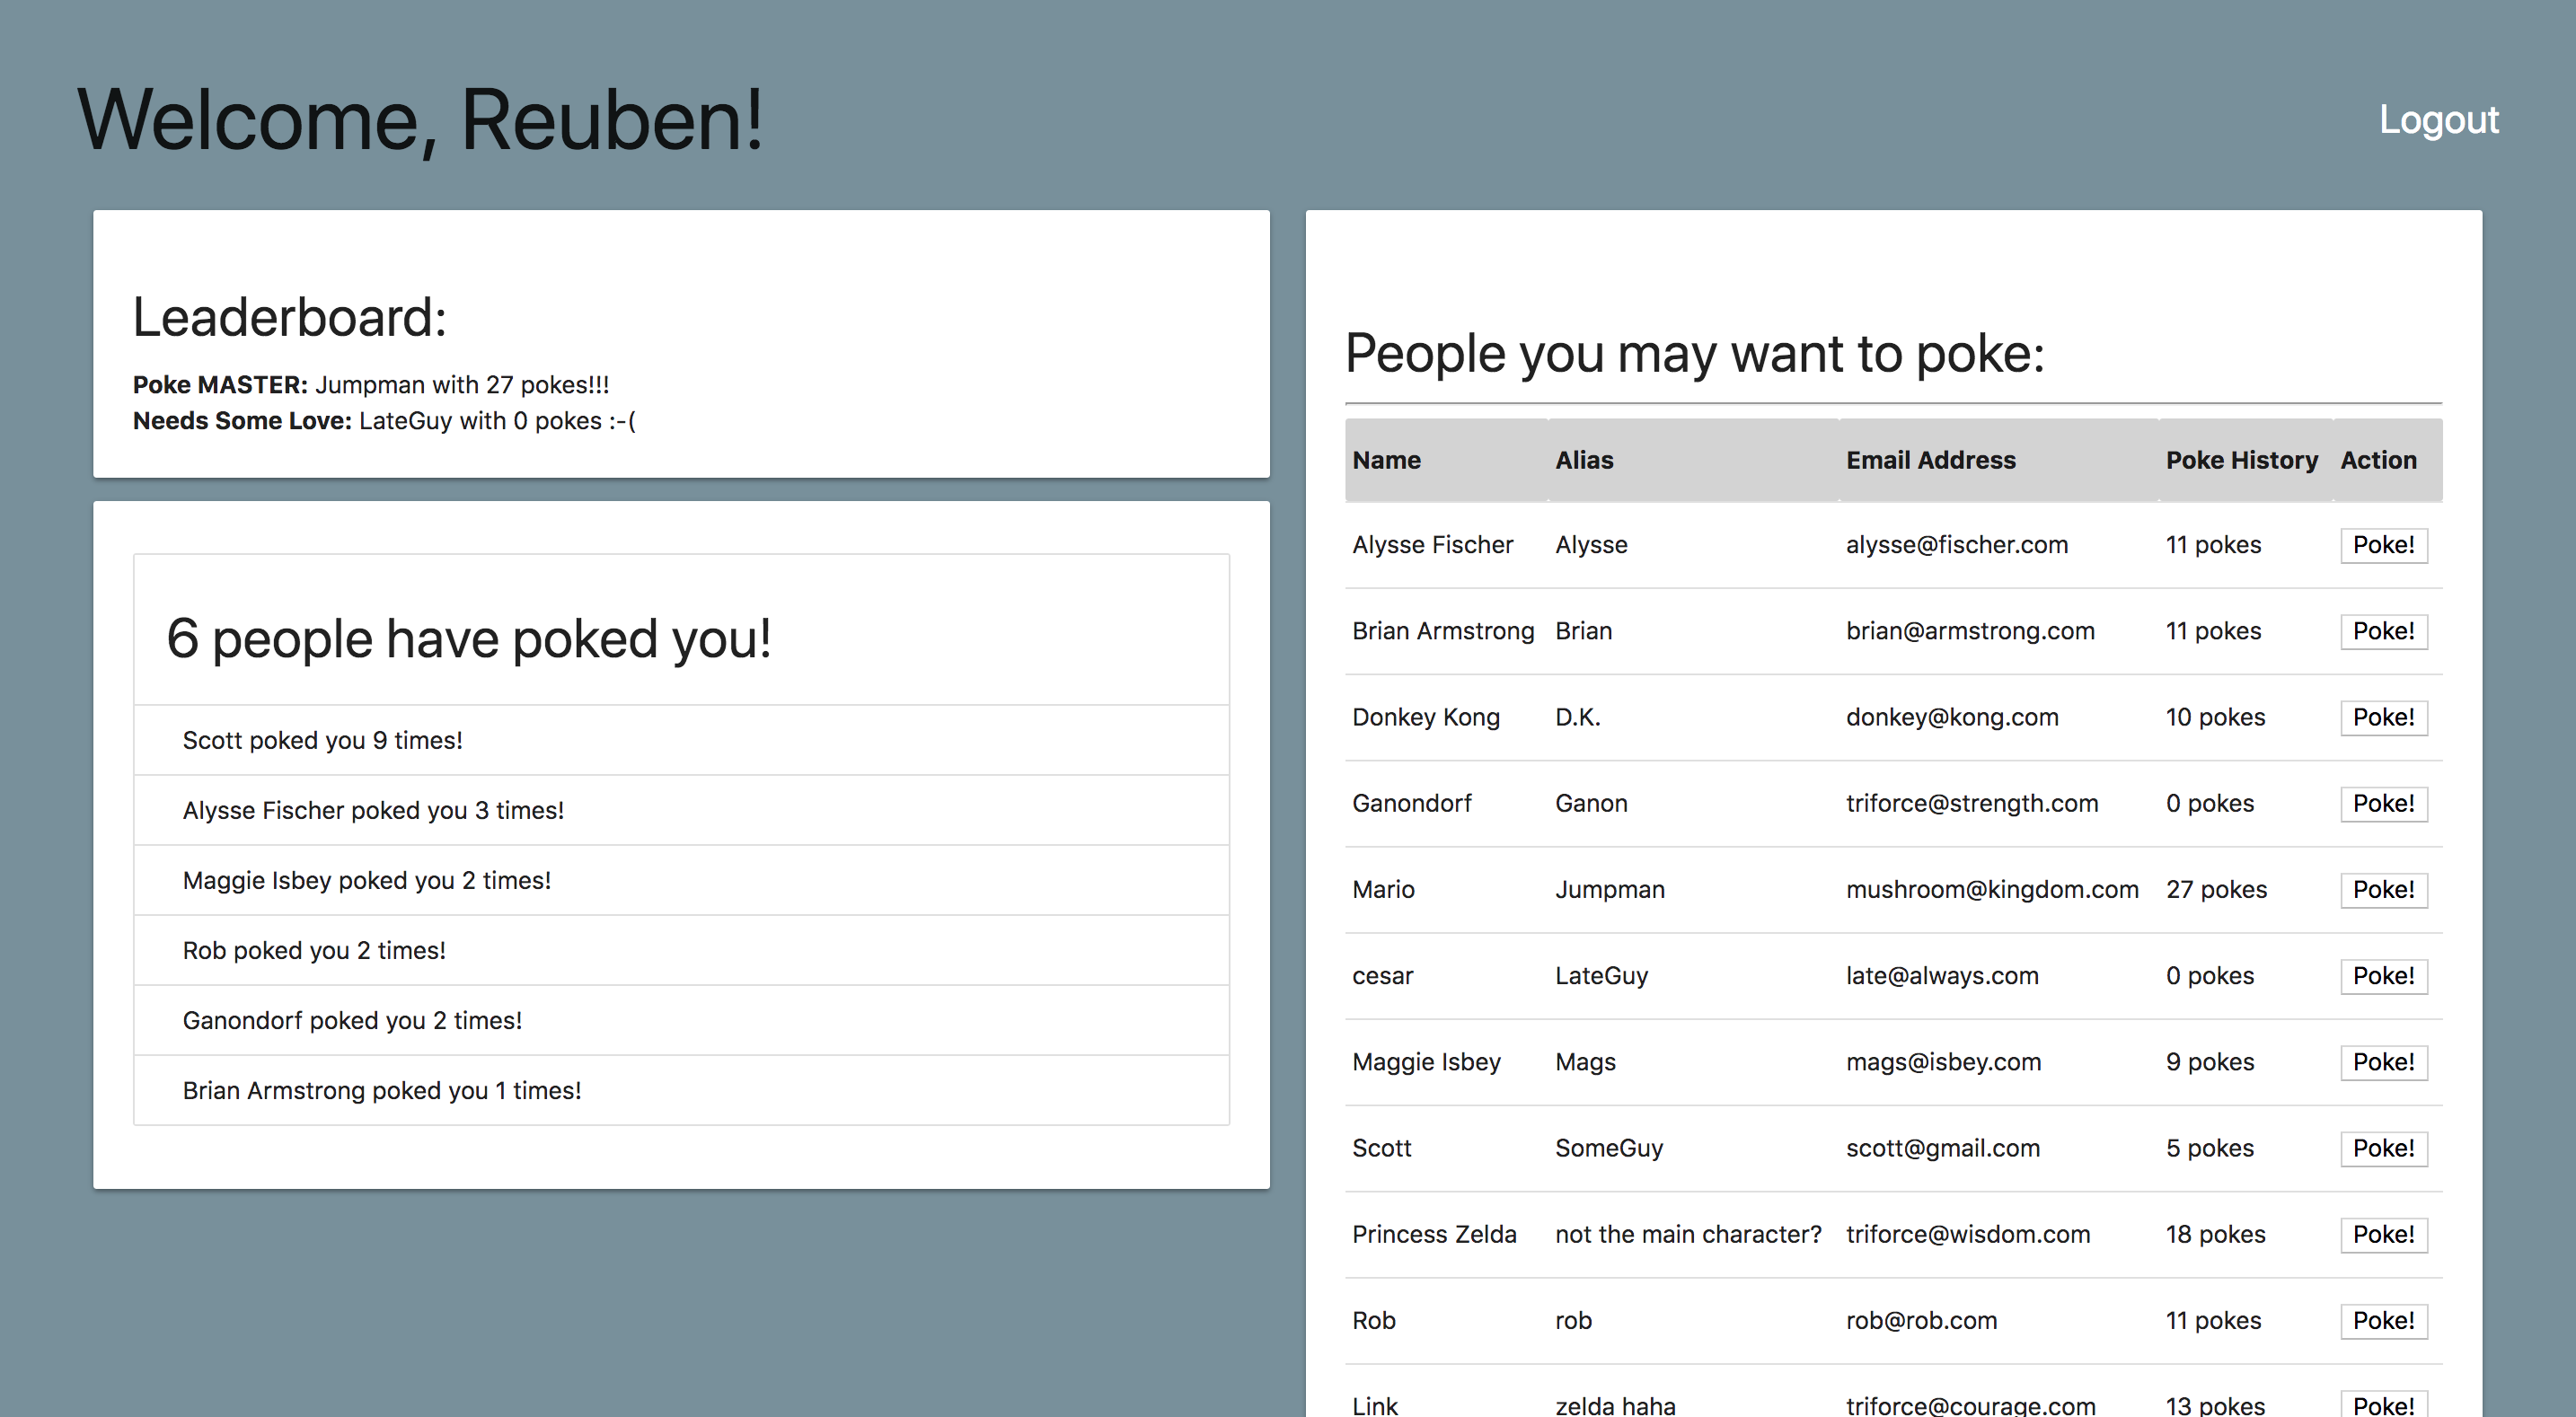 Welcome, Reuben!
Logout
Leaderboard:
Poke MASTER: Jumpman with 27 pokes!!!
Needs Some Love: LateGuy with 0 pokes :-(
6 people have poked you!
Scott poked you 9 times!
Alysse Fischer poked you 3 times!
Maggie Isbey poked you 2 times!
Rob poked you 2 times!
Ganondorf poked you 2 times!
Brian Armstrong poked you 1 times!
People you may want to poke:
Name Alias Email Address Poke History Action
Alysse Fischer Alysse alysse@fischer.com 11 pokes Poke!
Brian Armstrong Brian brian@armstrong.com 11 pokes Poke!
Donkey Kong D.K. donkey@kong.com 10 pokes Poke!
Ganondorf Ganon triforce@strength.com 0 pokes Poke!
Mario Jumpman mushroom@kingdom.com 27 pokes Poke!
cesar LateGuy late@always.com 0 pokes Poke!
Maggie Isbey Mags mags@isbey.com 9 pokes Poke!
Scott SomeGuy scott@gmail.com 5 pokes Poke!
Princess Zelda not the main character? triforce@wisdom.com 18 pokes Poke!
Rob rob rob@rob.com 11 pokes Poke!
Link zelda haha triforce@courage.com 13 pokes Poke!